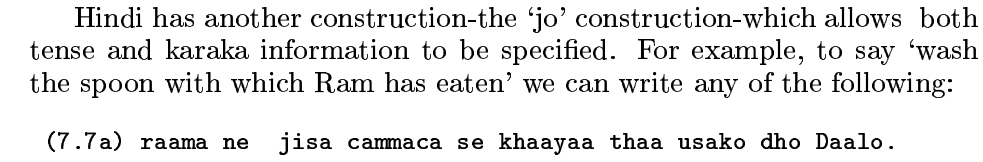 Hindi has another construction-the ‘jo’ construction-which allows both
tense and karaka information to be specified. For example, to say ‘wash
the spoon with which Ram has eaten’ we can write any of the following:
(7.7a) raama ne jisa cammaca se khaayaa thaa usako dho Daalo.